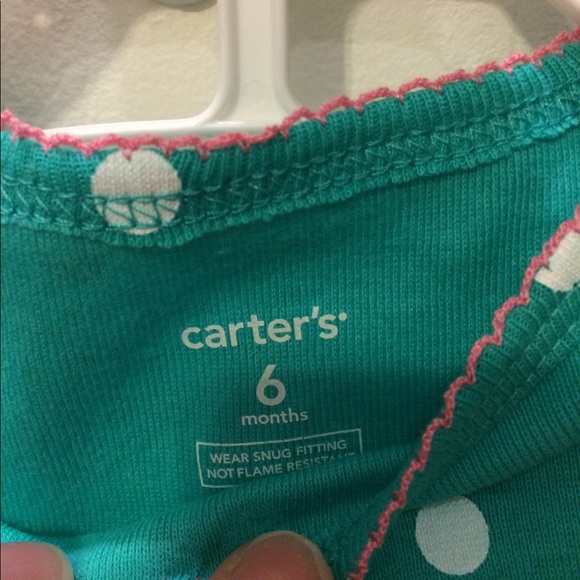 carter's
6
months
WEAR SNUG FITTING
NOT FLAME RESISTANT